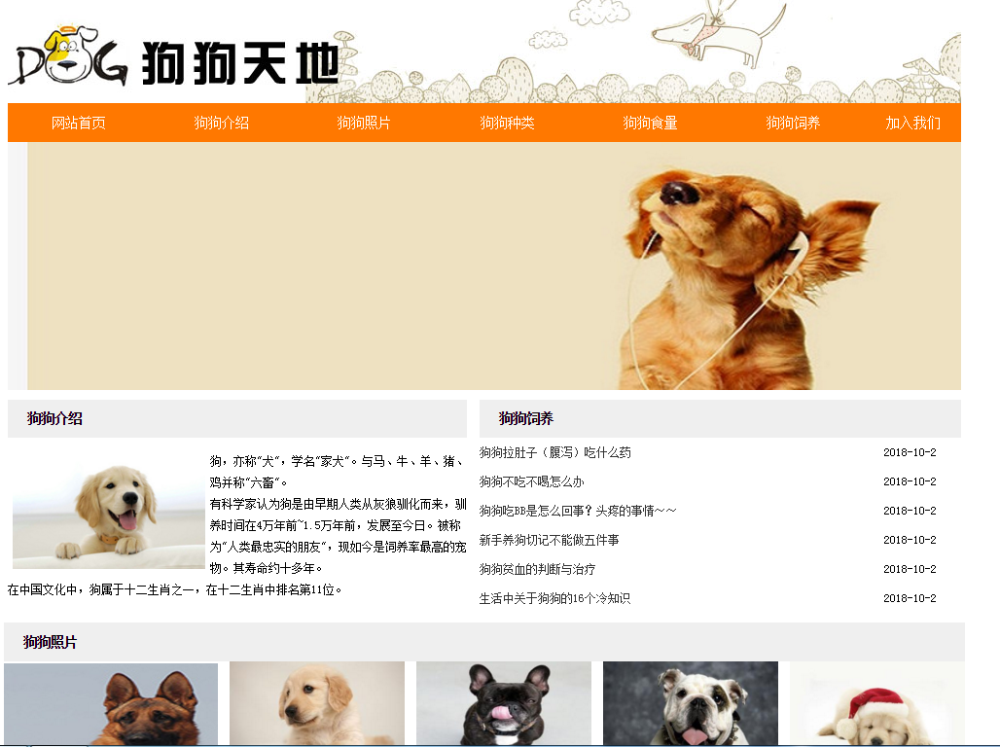 DOG 狗狗天地
网站首页 狗狗介绍 狗狗照片 狗狗种类 狗狗食量 狗狗饲养 加入我们
狗狗介绍
狗，亦称"犬"，学名"家犬"。与马、牛、羊、猪、
鸡并称"六畜"。
有科学家认为狗是由早期人类从灰狼驯化而来，驯
养时间在4万年前~1.5万年前，发展至今日。被称
为"人类最忠实的朋友"，现如今是饲养率最高的宠
物。其寿命约十多年。
在中国文化中，狗属于十二生肖之一，在十二生肖中排名第11位。
狗狗饲养
狗狗拉肚子（腹泻）吃什么药 2018-10-2
狗狗不吃不喝怎么办 2018-10-2
狗狗吃BB是怎么回事？头疼的事情～～ 2018-10-2
新手养狗切记不能做五件事 2018-10-2
狗狗贫血的判断与治疗 2018-10-2
生活中关于狗狗的16个冷知识 2018-10-2
狗狗照片